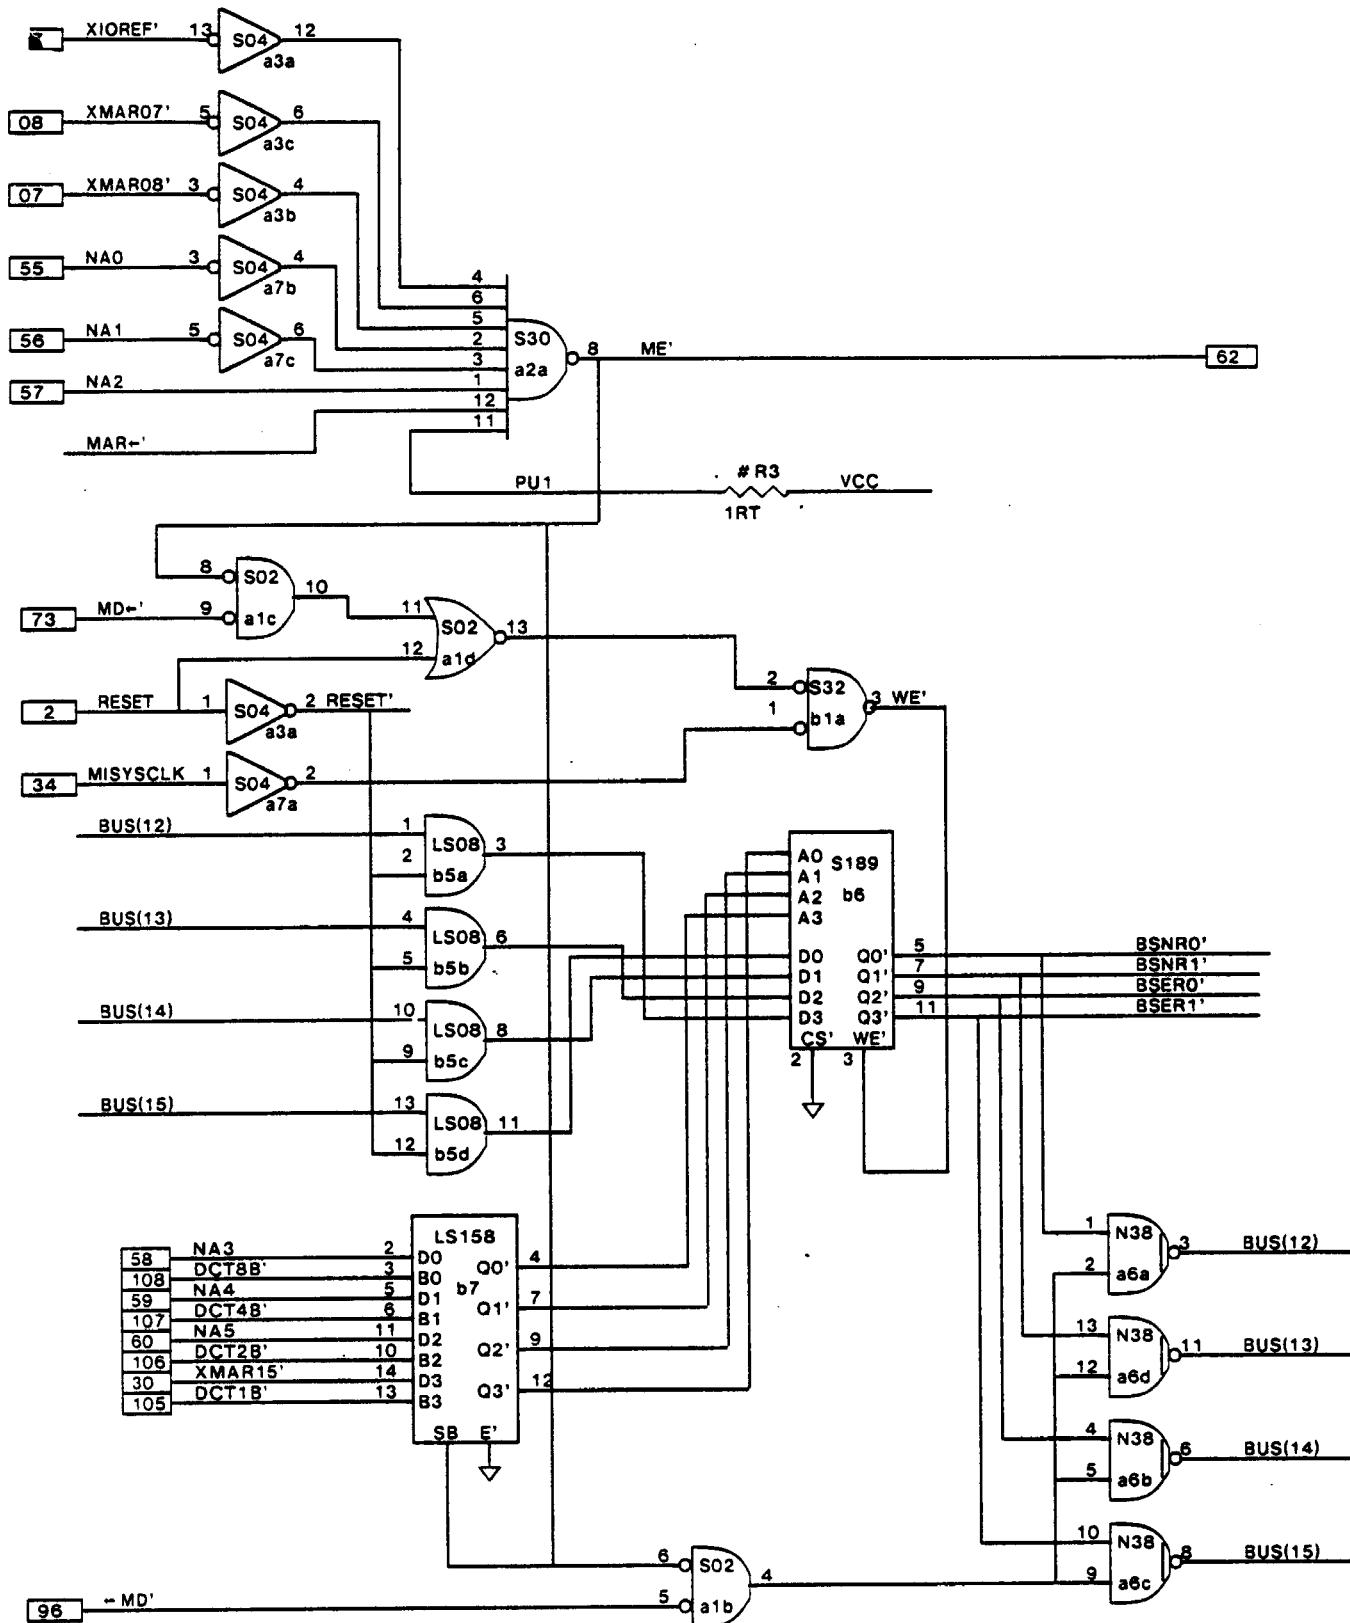 XIOREF' 13 S04 12
a3a
08 XMAR07' 5 S04 6
a3c
07 XMAR08' 3 S04 4
a3b
55 NA0 3 S04 4
a7b
56 NA1 5 S04 6
a7c
57 NA2
MAR←'
4
6
5
2
3
1
12
11
S30
a2a
8 ME' 62
PU1 #R3 VCC
1RT
8 S02 10
73 MD←' 9 a1c
11 S02 13
12 a1d
2 RESET 1 S04 2 RESET'
a3a
34 MISYSCLK 1 S04 2
a7a
2 S32 3 WE'
1 b1a
BUS(12) 1 LS08 3
2 b5a
BUS(13) 4 LS08 6
5 b5b
BUS(14) 10 LS08 8
9 b5c
BUS(15) 13 LS08 11
12 b5d
A0 S189
A1
A2 b6
A3
D0 Q0' 5 BSNR0'
D1 Q1' 7 BSNR1'
D2 Q2' 9 BSER0'
D3 Q3' 11 BSER1'
CS' WE'
2 3
LS158
b7
58 NA3 2 D0
108 DCT8B' 3 B0 Q0' 4
59 NA4 5 D1
107 DCT4B' 6 B1 Q1' 7
60 NA5 11 D2
106 DCT2B' 10 B2 Q2' 9
30 XMAR15' 14 D3
105 DCT1B' 13 B3 Q3' 12
SB E'
1 N38 3 BUS(12)
2 a6a
13 N38 11 BUS(13)
12 a6d
4 N38 6 BUS(14)
5 a6b
10 N38 8 BUS(15)
9 a6c
6 S02 4
96 ←MD' 5 a1b